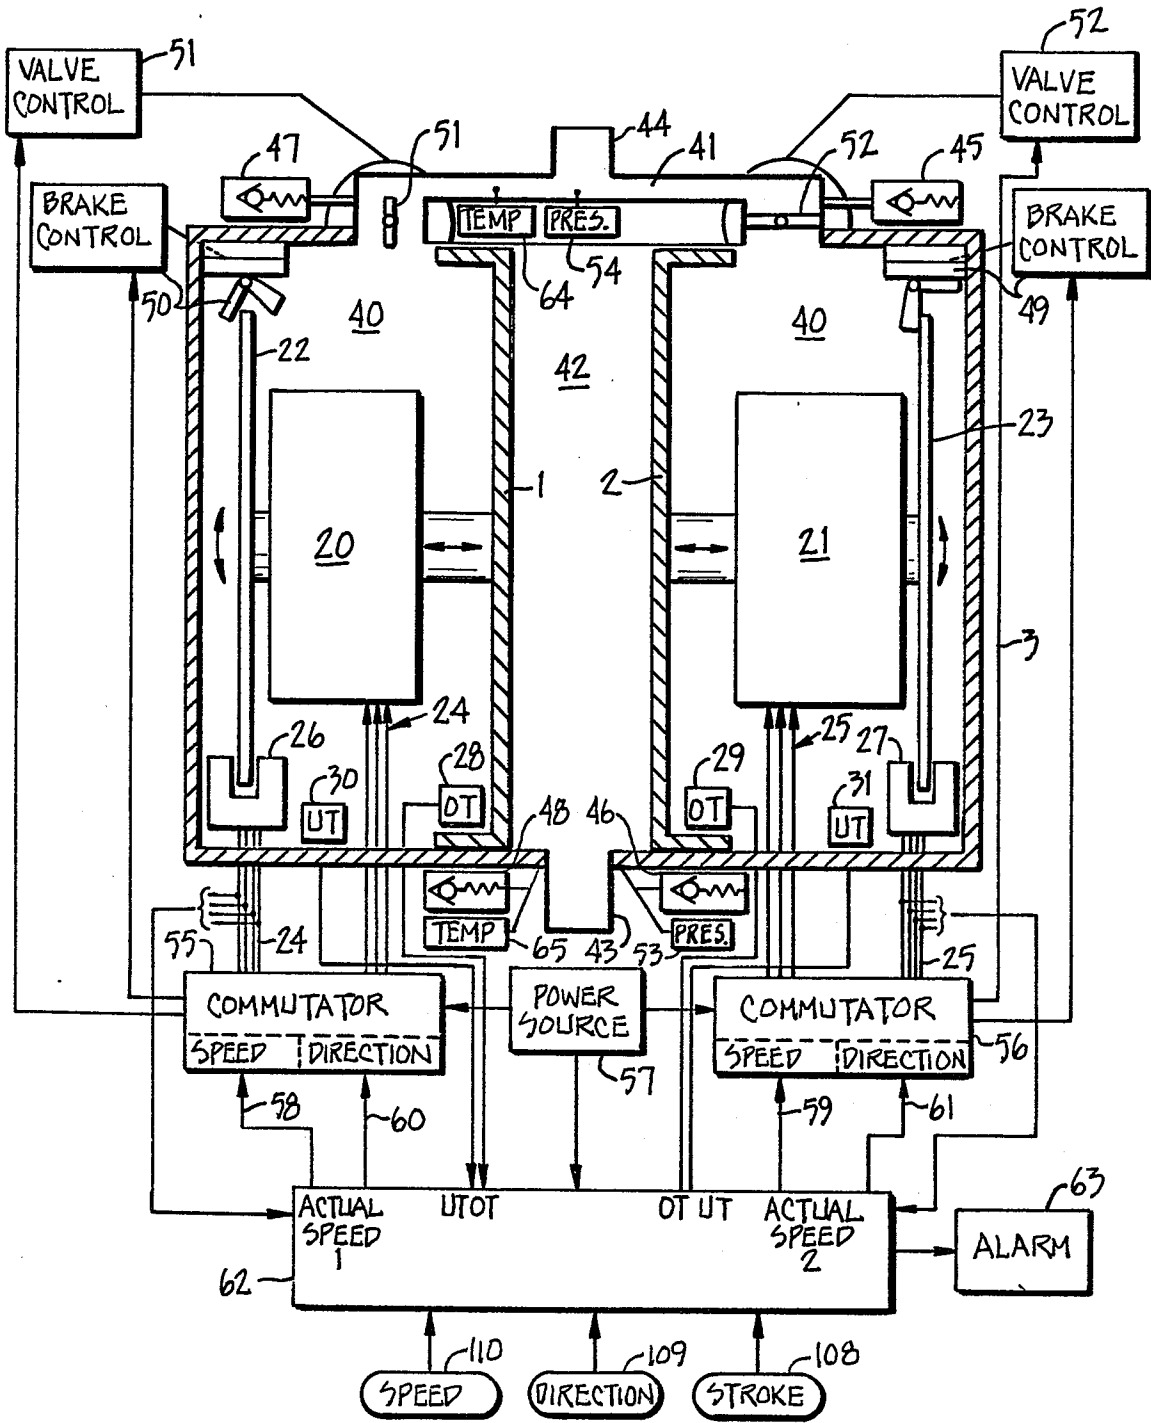 51
VALVE
CONTROL
52
VALVE
CONTROL
44
47
51
41
52
45
BRAKE
CONTROL
BRAKE
CONTROL
TEMP
PRES.
50
64
54
49
40
40
22
42
23
1
2
20
21
3
24
25
26
28
29
27
30
31
OT
OT
UT
UT
48
46
TEMP
65
43
53
PRES.
55
24
25
COMMUTATOR
SPEED
DIRECTION
POWER
SOURCE
57
COMMUTATOR
SPEED
DIRECTION
56
58
60
59
61
ACTUAL
SPEED
1
UT OT
OT UT
ACTUAL
SPEED
2
62
63
ALARM
110
SPEED
109
DIRECTION
108
STROKE